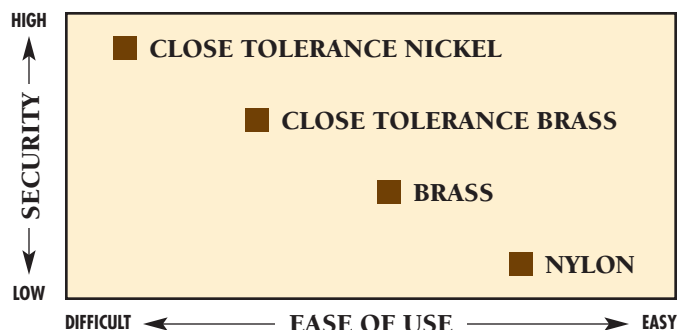 HIGH
CLOSE TOLERANCE NICKEL
CLOSE TOLERANCE BRASS
SECURITY
BRASS
NYLON
LOW
DIFFICULT EASE OF USE EASY